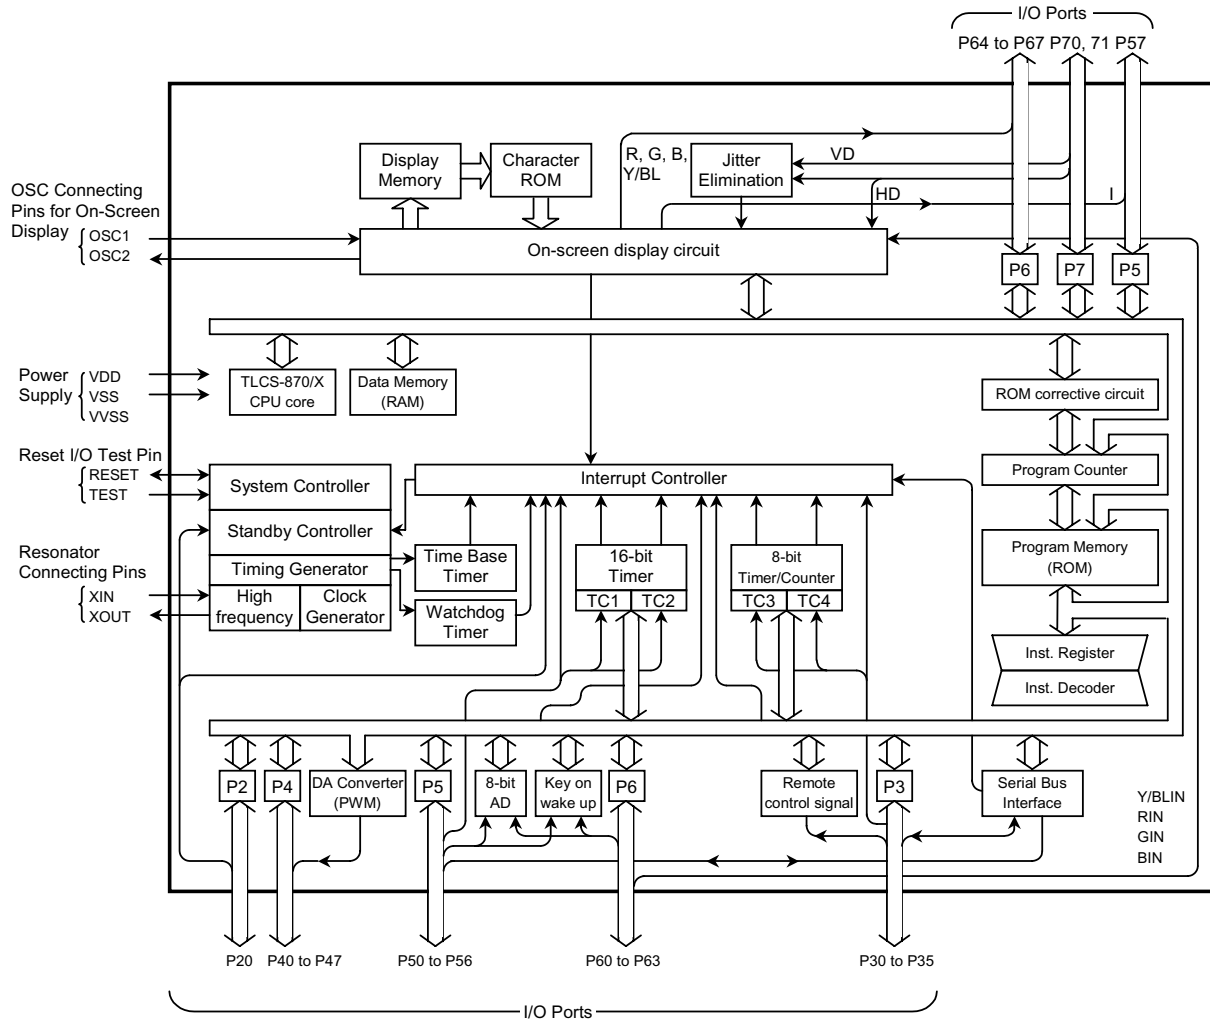 I/O Ports
P64 to P67 P70, 71 P57
Display
Memory
Character
ROM
R, G, B,
Y/BL
Jitter
Elimination
VD
HD
I
OSC Connecting
Pins for On-Screen
Display
OSC1
OSC2
On-screen display circuit
P6
P7
P5
Power
Supply
VDD
VSS
VVSS
TLCS-870/X
CPU core
Data Memory
(RAM)
ROM corrective circuit
Reset I/O Test Pin
RESET
TEST
System Controller
Interrupt Controller
Program Counter
Standby Controller
Resonator
Connecting Pins
XIN
XOUT
Timing Generator
High
frequency
Clock
Generator
Time Base
Timer
Watchdog
Timer
16-bit
Timer
TC1
TC2
8-bit
Timer/Counter
TC3
TC4
Program Memory
(ROM)
Inst. Register
Inst. Decoder
P2
P4
DA Converter
(PWM)
P5
8-bit
AD
Key on
wake up
P6
Remote
control signal
P3
Serial Bus
Interface
Y/BLIN
RIN
GIN
BIN
P20
P40 to P47
P50 to P56
P60 to P63
P30 to P35
I/O Ports